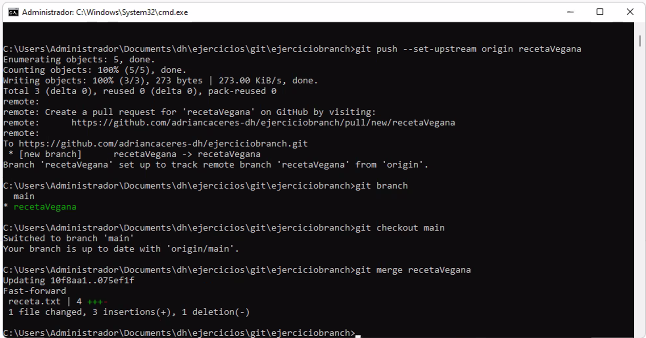 Administrador: C:\Windows\System32\cmd.exe
C:\Users\Administrador\Documents\dh\ejercicios\git\ejerciciobranch>git push --set-upstream origin recetaVegana
Enumerating objects: 5, done.
Counting objects: 100% (5/5), done.
Writing objects: 100% (3/3), 273 bytes | 273.00 KiB/s, done.
Total 3 (delta 0), reused 0 (delta 0), pack-reused 0
remote:
remote: Create a pull request for 'recetaVegana' on GitHub by visiting:
remote:      https://github.com/adriancaceres-dh/ejerciciobranch/pull/new/recetaVegana
remote:
To https://github.com/adriancaceres-dh/ejerciciobranch.git
 * [new branch]      recetaVegana -> recetaVegana
Branch 'recetaVegana' set up to track remote branch 'recetaVegana' from 'origin'.
C:\Users\Administrador\Documents\dh\ejercicios\git\ejerciciobranch>git branch
  main
* recetaVegana
C:\Users\Administrador\Documents\dh\ejercicios\git\ejerciciobranch>git checkout main
Switched to branch 'main'
Your branch is up to date with 'origin/main'.
C:\Users\Administrador\Documents\dh\ejercicios\git\ejerciciobranch>git merge recetaVegana
Updating 10f8aa1..075ef1f
Fast-forward
 receta.txt | 4 +++-
 1 file changed, 3 insertions(+), 1 deletion(-)
C:\Users\Administrador\Documents\dh\ejercicios\git\ejerciciobranch>